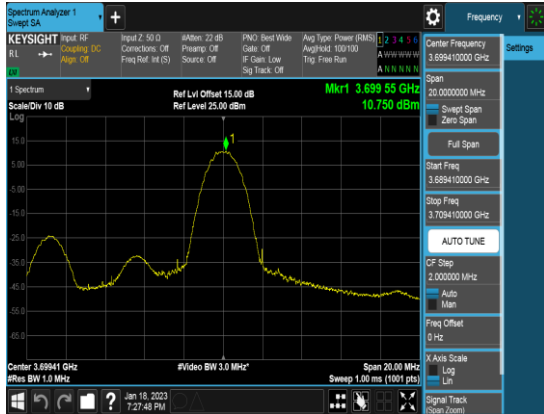 Spectrum Analyzer 1
Swept SA
+
Frequency
KEYSIGHT
RL
Input: RF
Coupling: DC
Align: Off
Input Z: 50 Ω
Corrections: Off
Freq Ref: Int (S)
#Atten: 22 dB
Preamp: Off
Source: Off
PNO: Best Wide
Gate: Off
IF Gain: Low
Sig Track: Off
Avg Type: Power (RMS)
Avg|Hold: 100/100
Trig: Free Run
1 2 3 4 5 6
A W W W W W
A N N N N N
1 Spectrum
Scale/Div 10 dB
Ref Lvl Offset 15.00 dB
Ref Level 25.00 dBm
Mkr1 3.699 55 GHz
10.750 dBm
Log
1
15.0
5.00
-5.00
-15.0
-25.0
-35.0
-45.0
-55.0
-65.0
Center 3.69941 GHz
#Res BW 1.0 MHz
#Video BW 3.0 MHz*
Span 20.00 MHz
Sweep 1.00 ms (1001 pts)
Jan 18, 2023
7:27:48 PM
Center Frequency
3.699410000 GHz
Settings
Span
20.0000000 MHz
Swept Span
Zero Span
Full Span
Start Freq
3.689410000 GHz
Stop Freq
3.709410000 GHz
AUTO TUNE
CF Step
2.000000 MHz
Auto
Man
Freq Offset
0 Hz
X Axis Scale
Log
Lin
Signal Track
(Span Zoom)